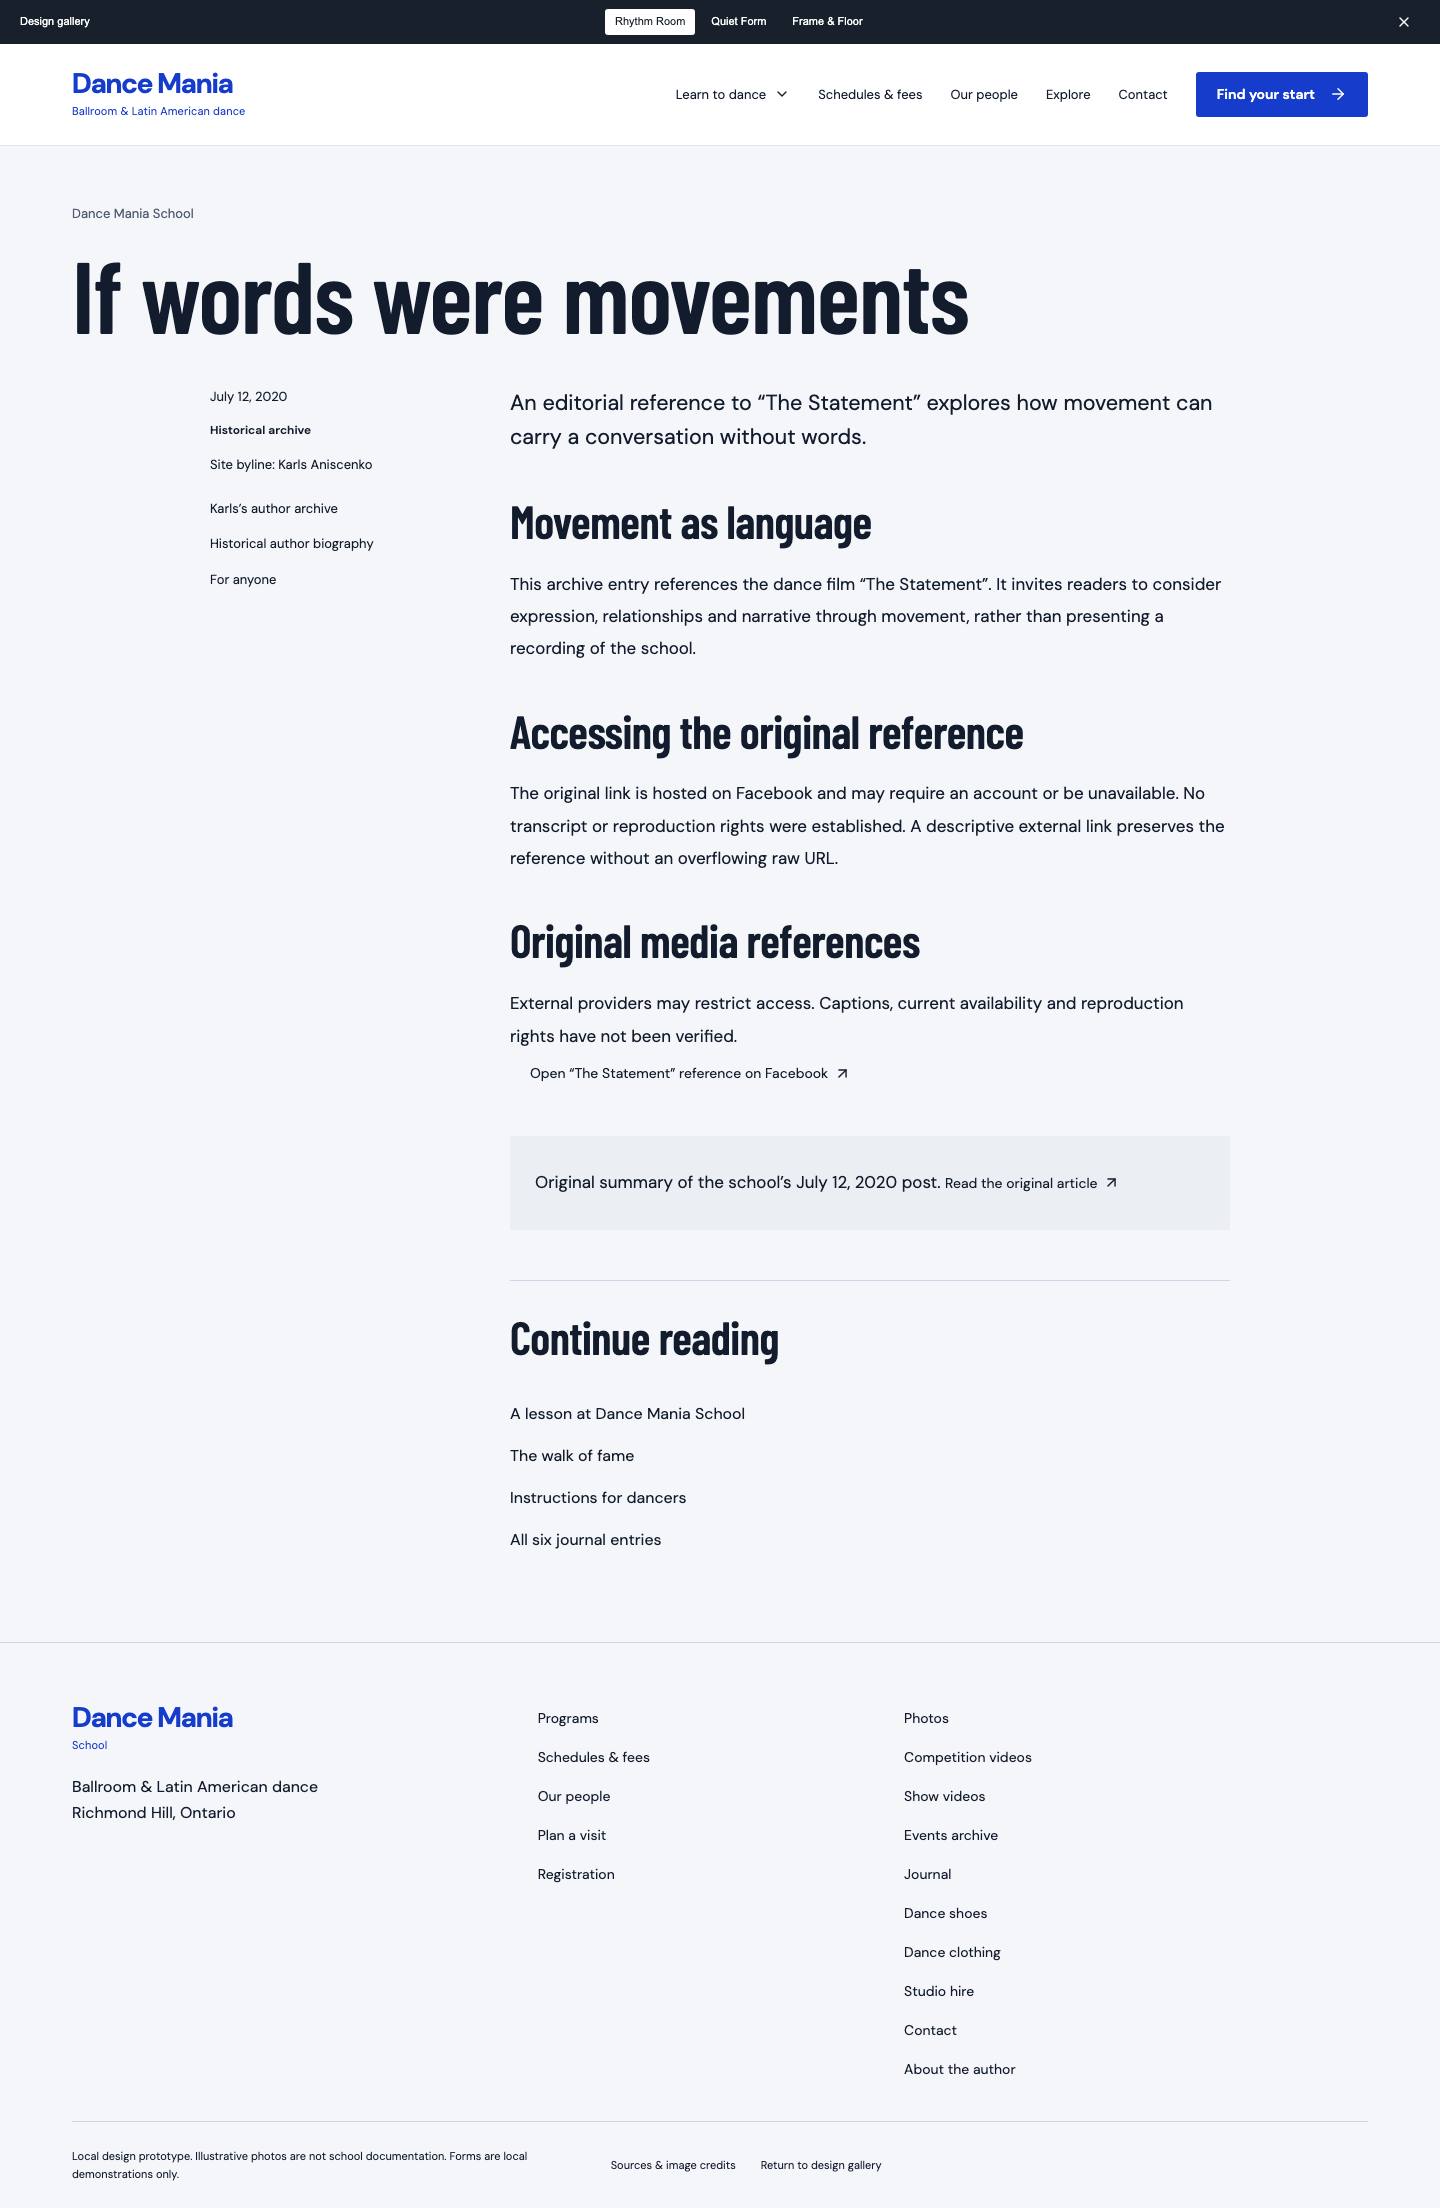 Design gallery
Rhythm Room
Quiet Form
Frame & Floor
Dance Mania
Ballroom & Latin American dance
Learn to dance
Schedules & fees
Our people
Explore
Contact
Find your start
Dance Mania School
If words were movements
July 12, 2020
Historical archive
Site byline: Karls Aniscenko
Karls’s author archive
Historical author biography
For anyone
An editorial reference to “The Statement” explores how movement can
carry a conversation without words.
Movement as language
This archive entry references the dance film “The Statement”. It invites readers to consider
expression, relationships and narrative through movement, rather than presenting a
recording of the school.
Accessing the original reference
The original link is hosted on Facebook and may require an account or be unavailable. No
transcript or reproduction rights were established. A descriptive external link preserves the
reference without an overflowing raw URL.
Original media references
External providers may restrict access. Captions, current availability and reproduction
rights have not been verified.
Open “The Statement” reference on Facebook
Original summary of the school’s July 12, 2020 post. Read the original article
Continue reading
A lesson at Dance Mania School
The walk of fame
Instructions for dancers
All six journal entries
Dance Mania
School
Ballroom & Latin American dance
Richmond Hill, Ontario
Programs
Schedules & fees
Our people
Plan a visit
Registration
Photos
Competition videos
Show videos
Events archive
Journal
Dance shoes
Dance clothing
Studio hire
Contact
About the author
Local design prototype. Illustrative photos are not school documentation. Forms are local
demonstrations only.
Sources & image credits
Return to design gallery